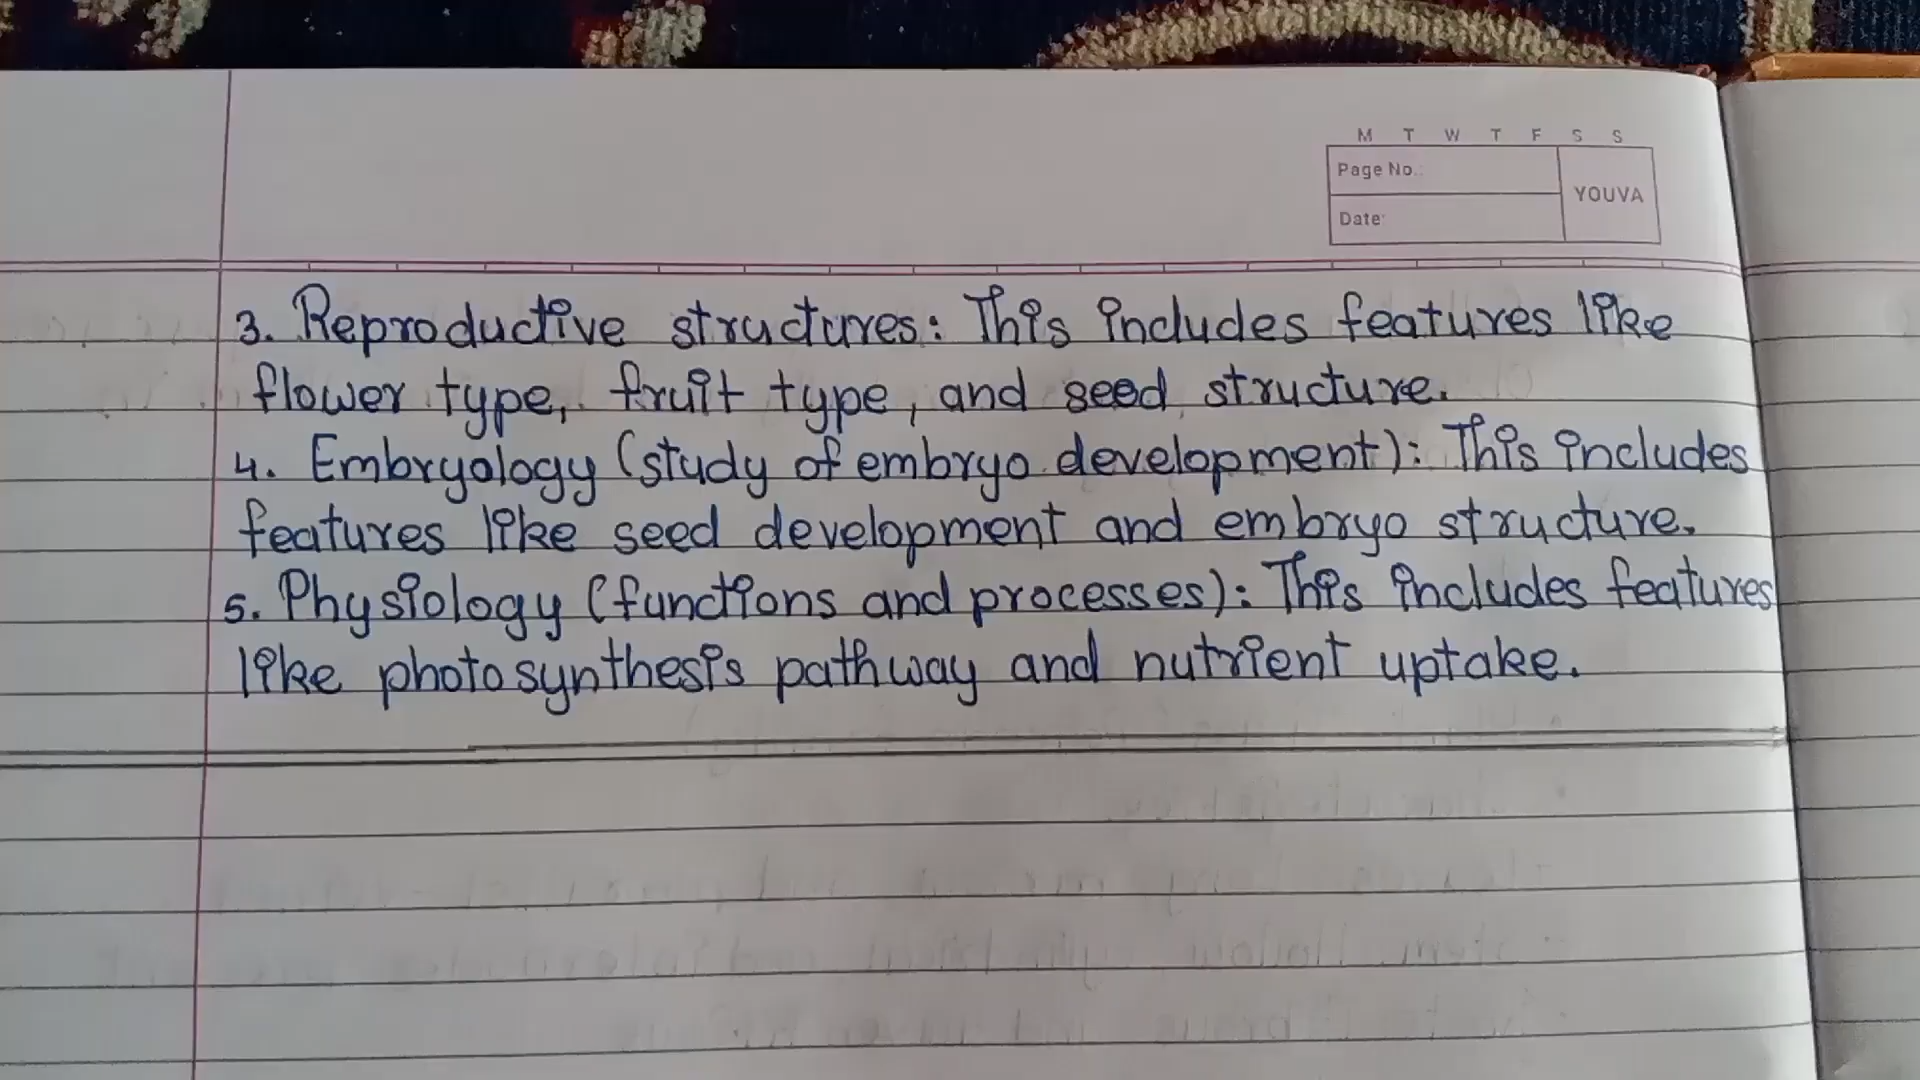 M T W T F S S
Page No.:
YOUVA
Date:
3. Reproductive structures: This includes features like
flower type, fruit type, and seed structure.
4. Embryology (study of embryo development): This includes
features like seed development and embryo structure.
5. Physiology (functions and processes): This includes features
like photosynthesis pathway and nutrient uptake.